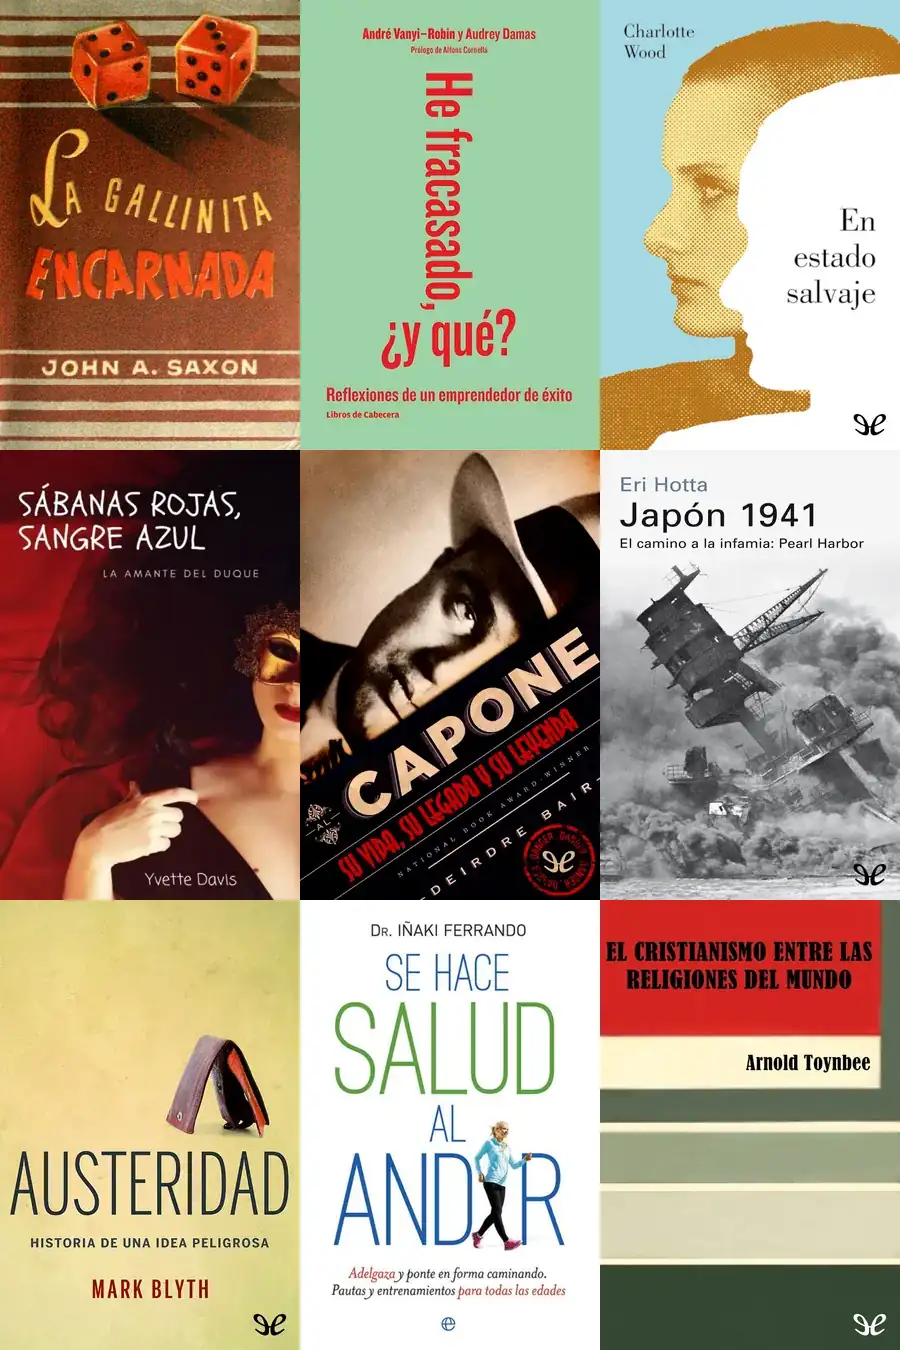 LA GALLINITA
ENCARNADA
JOHN A. SAXON
André Vanyi-Robin y Audrey Damas
Prólogo de Alfons Cornella
He fracasado,
¿y qué?
Reflexiones de un emprendedor de éxito
Libros de Cabecera
Charlotte
Wood
En
estado
salvaje
SÁBANAS ROJAS,
SANGRE AZUL
LA AMANTE DEL DUQUE
Yvette Davis
AL
CAPONE
SU VIDA, SU LEGADO Y SU LEYENDA
NATIONAL BOOK AWARD-WINNER
DEIRDRE BAIR
Eri Hotta
Japón 1941
El camino a la infamia: Pearl Harbor
AUSTERIDAD
HISTORIA DE UNA IDEA PELIGROSA
MARK BLYTH
DR. IÑAKI FERRANDO
SE HACE
SALUD
AL
ANDAR
Adelgaza y ponte en forma caminando.
Pautas y entrenamientos para todas las edades
EL CRISTIANISMO ENTRE LAS
RELIGIONES DEL MUNDO
Arnold Toynbee